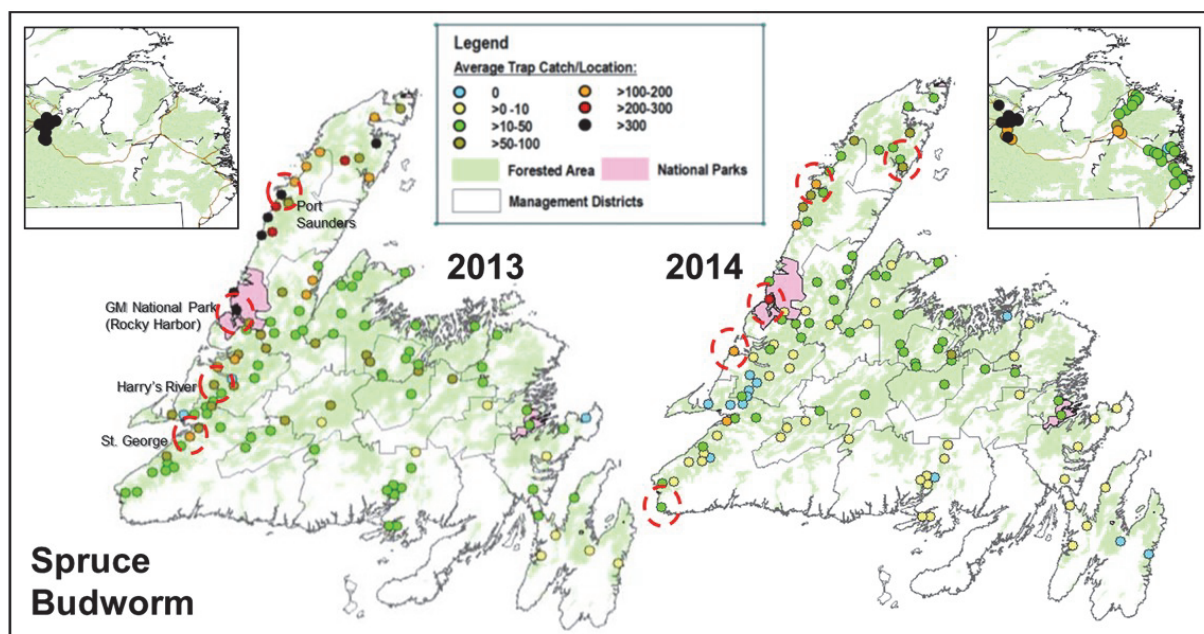 Legend
Average Trap Catch/Location:
0
>0 -10
>10-50
>50-100
>100-200
>200-300
>300
Forested Area
National Parks
Management Districts
Port
Saunders
2013
2014
GM National Park
(Rocky Harbor)
Harry's River
St. George
Spruce
Budworm